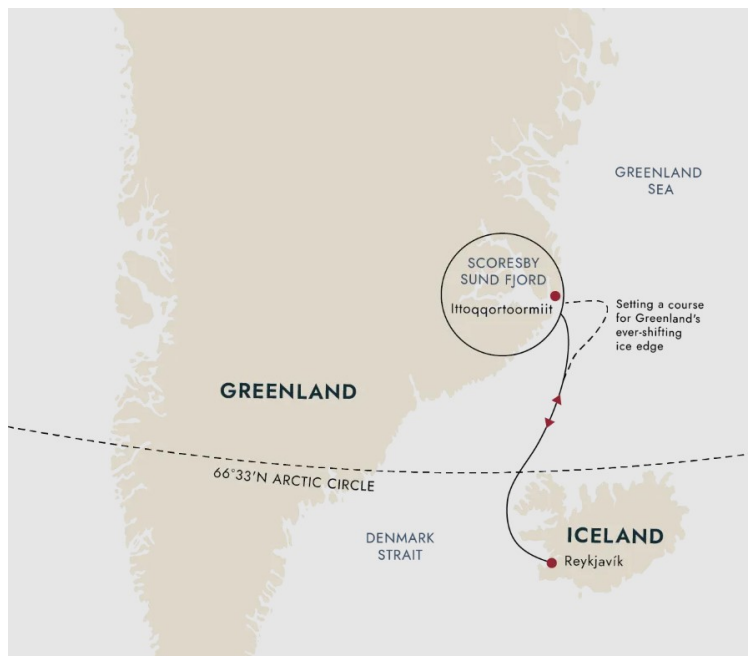 GREENLAND
SEA
SCORESBY
SUND FJORD
Ittoqqortoormiit
Setting a course
for Greenland's
ever-shifting
ice edge
GREENLAND
66°33'N ARCTIC CIRCLE
DENMARK
STRAIT
ICELAND
Reykjavík